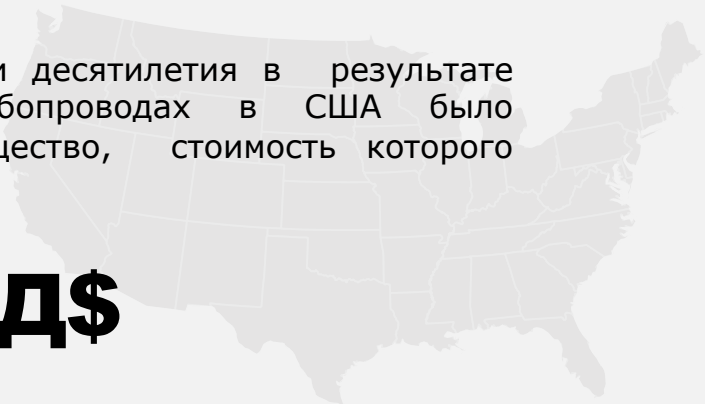 и десятилетия в результате
бопроводах в США было
щество, стоимость которого
Д$